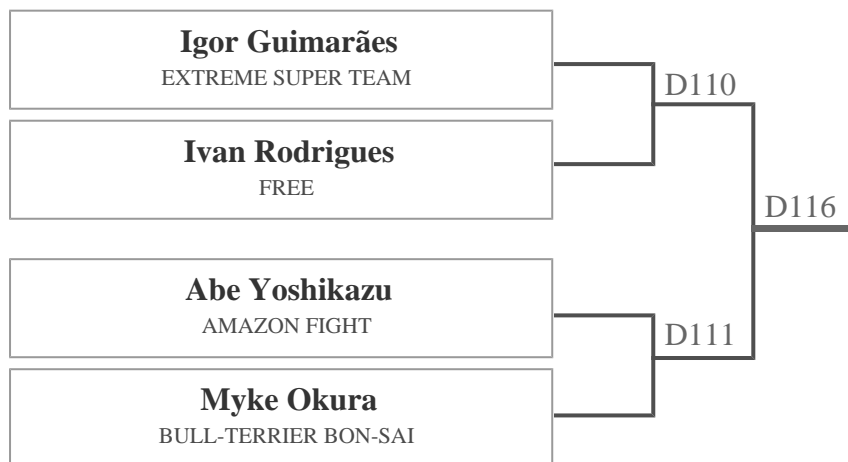 Igor Guimarães
EXTREME SUPER TEAM
D110
Ivan Rodrigues
FREE
D116
Abe Yoshikazu
AMAZON FIGHT
D111
Myke Okura
BULL-TERRIER BON-SAI